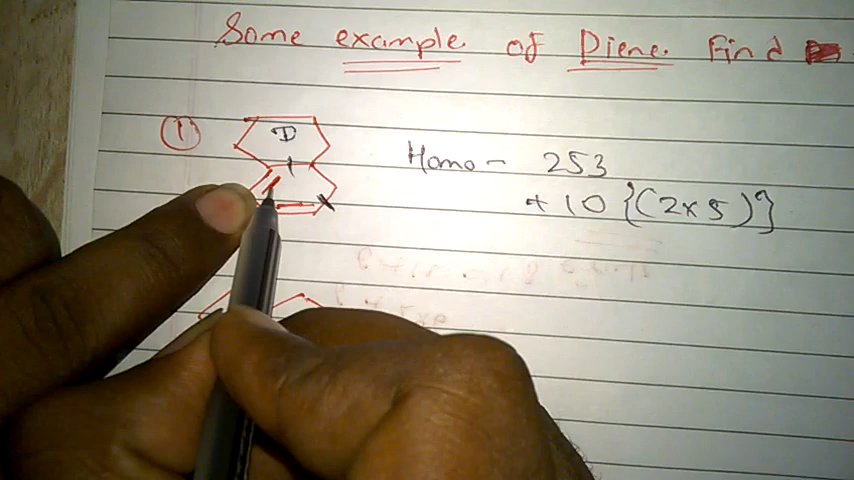 Some example of Diene. Find
① D Homo - 253
+ 10 {(2×5)°}